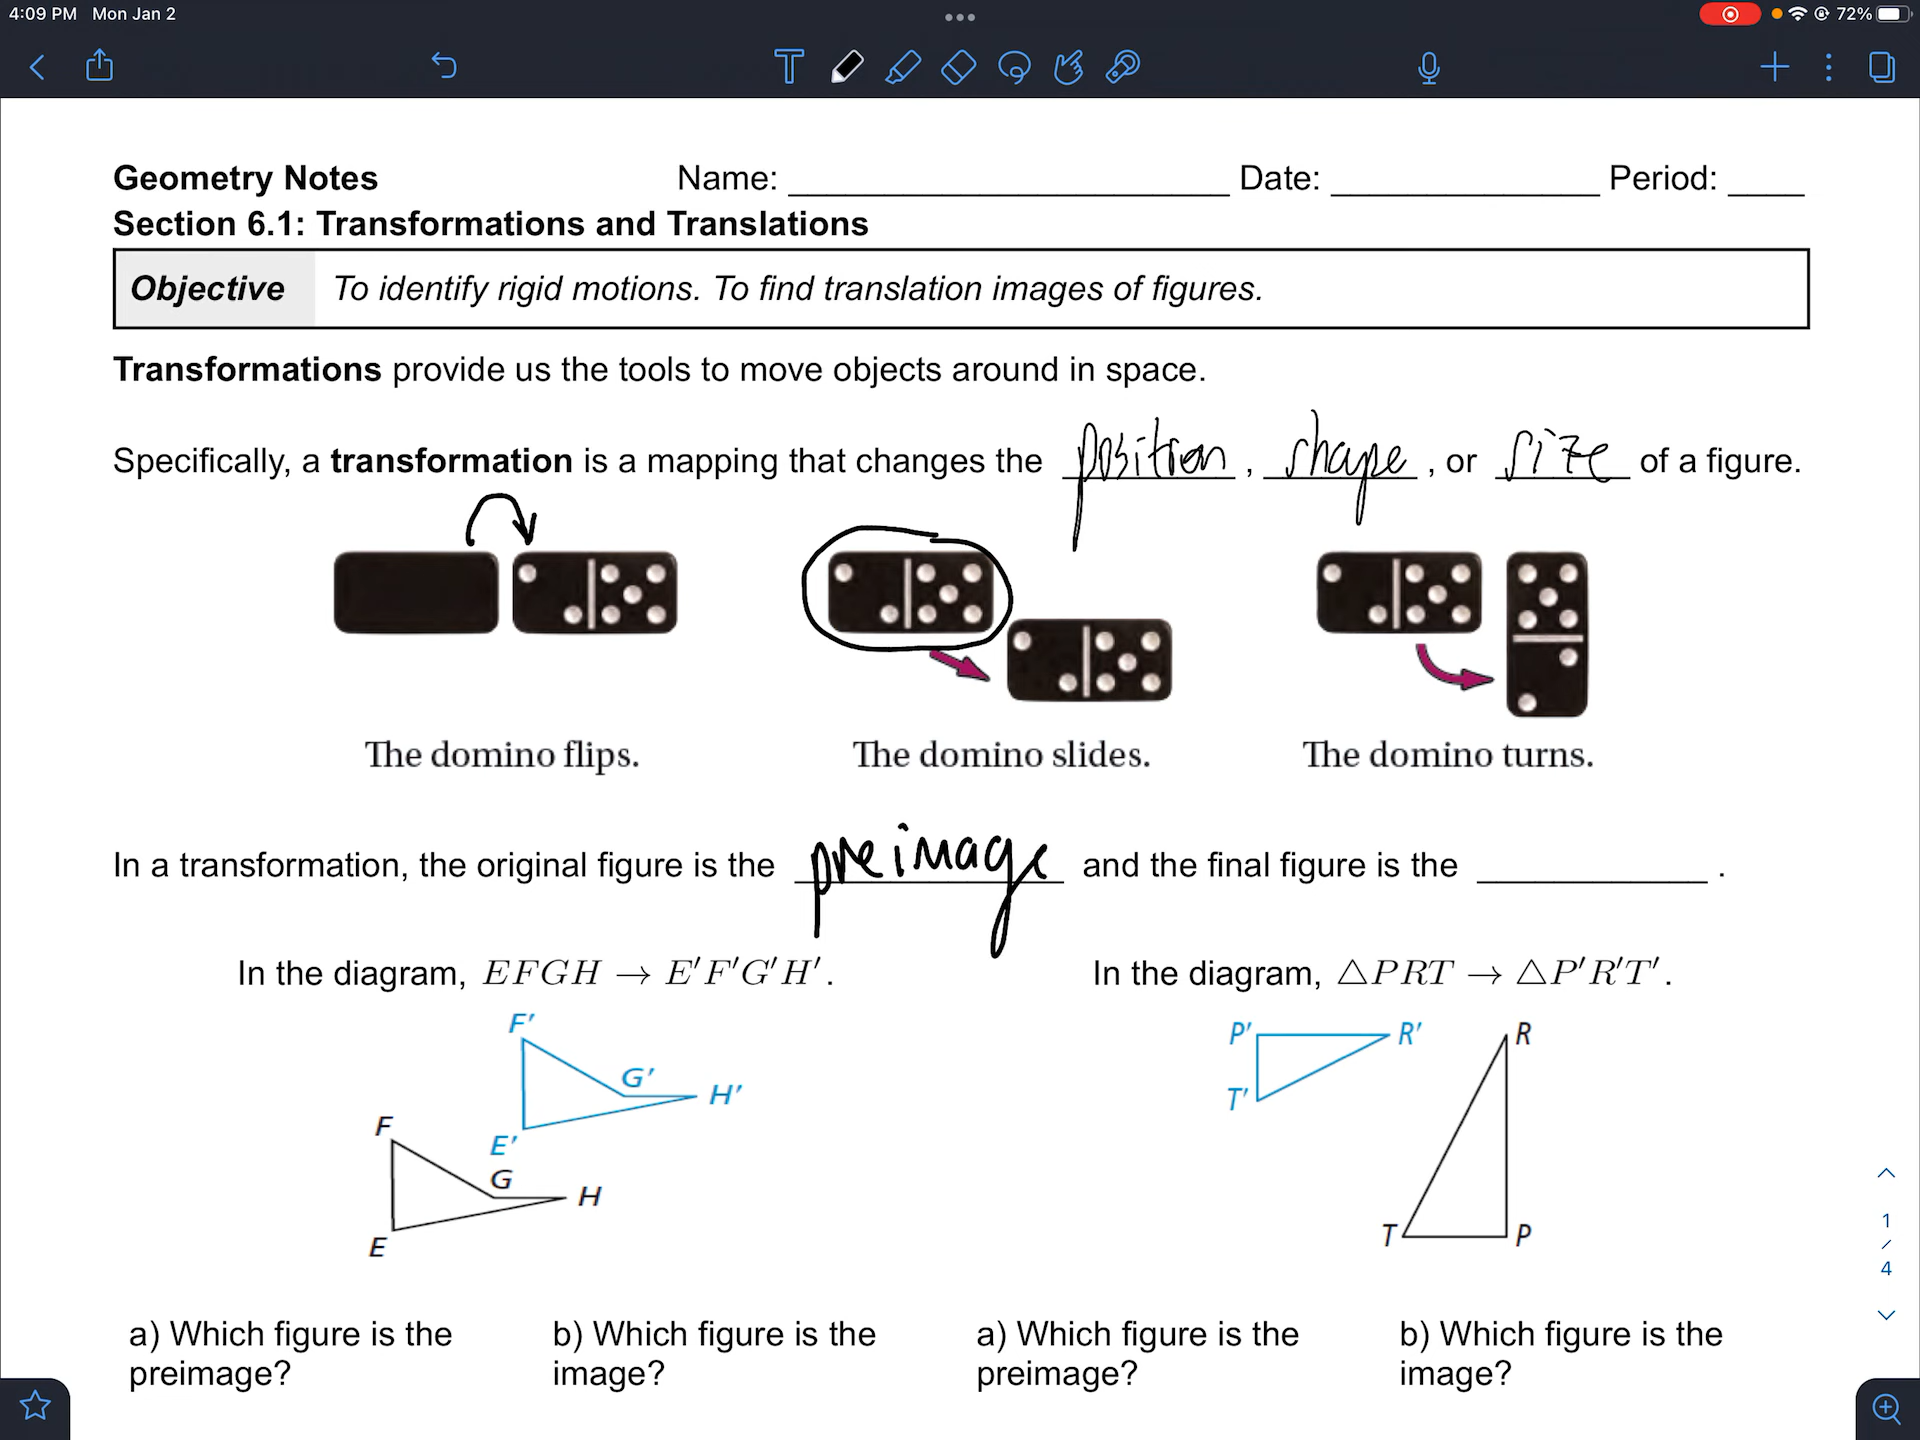 4:09 PM Mon Jan 2
72%
Geometry Notes Name: ________________________ Date: _______________ Period: ____
Section 6.1: Transformations and Translations
Objective To identify rigid motions. To find translation images of figures.
Transformations provide us the tools to move objects around in space.
Specifically, a transformation is a mapping that changes the position, shape, or size of a figure.
The domino flips. The domino slides. The domino turns.
In a transformation, the original figure is the preimage and the final figure is the ____________ .
In the diagram, EFGH → E′F′G′H′. In the diagram, △PRT → △P′R′T′.
F′ P′ R′ R
G′ H′ T′
F E′
G H
E T P
1
/
4
a) Which figure is the b) Which figure is the a) Which figure is the b) Which figure is the
preimage? image? preimage? image?